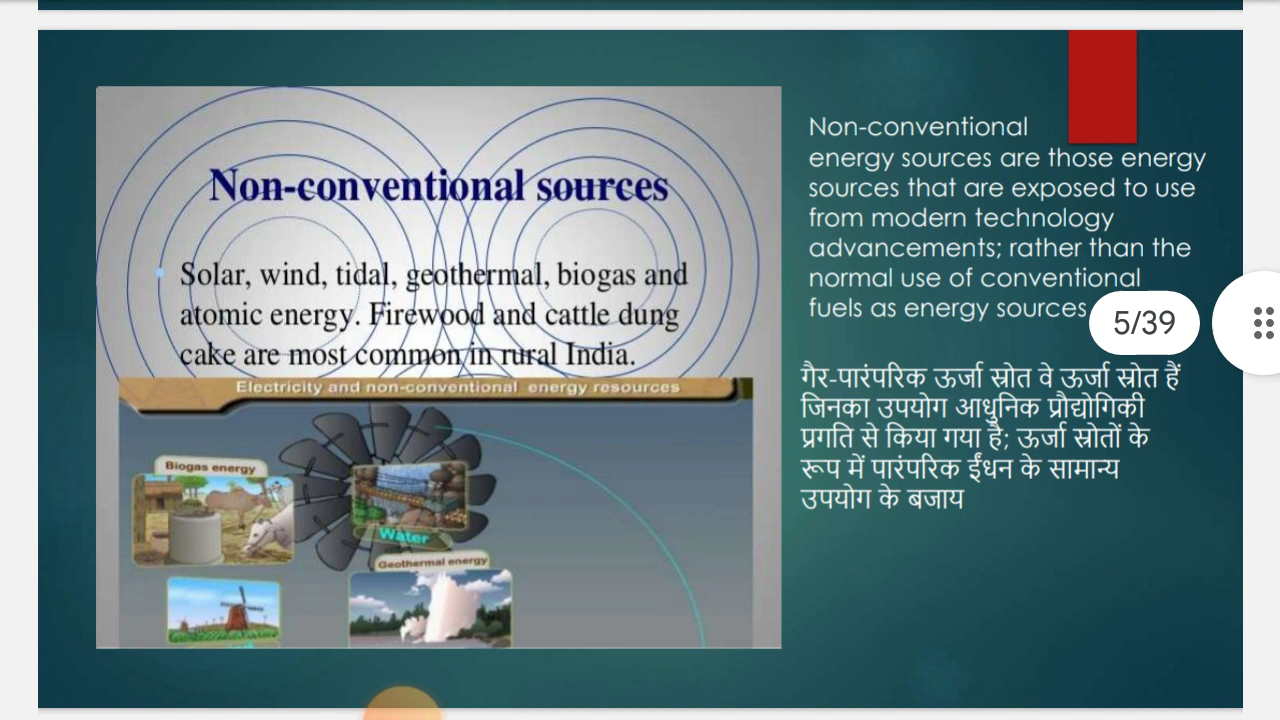 Non-conventional sources
Solar, wind, tidal, geothermal, biogas and
atomic energy. Firewood and cattle dung
cake are most common in rural India.
Electricity and non-conventional energy resources
Biogas energy
Water
Geothermal energy
Non-conventional
energy sources are those energy
sources that are exposed to use
from modern technology
advancements; rather than the
normal use of conventional
fuels as energy sources
5/39
गैर-पारंपरिक ऊर्जा स्रोत वे ऊर्जा स्रोत हैं
जिनका उपयोग आधुनिक प्रौद्योगिकी
प्रगति से किया गया है; ऊर्जा स्रोतों के
रूप में पारंपरिक ईंधन के सामान्य
उपयोग के बजाय